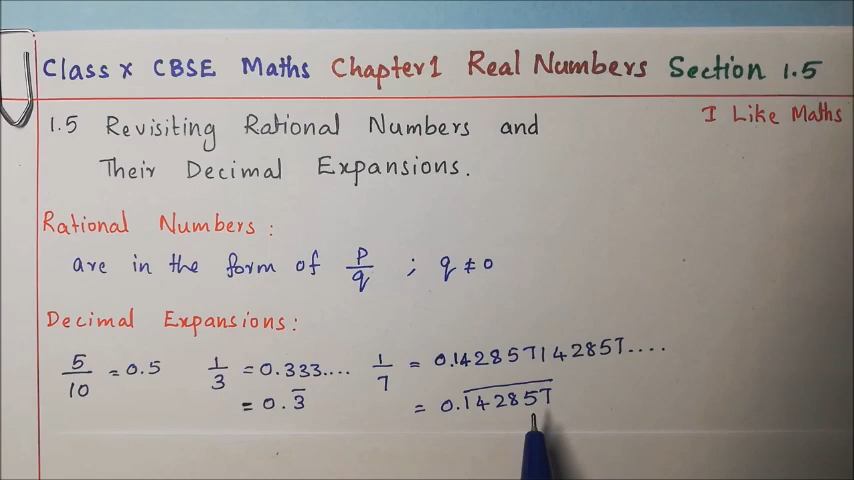 Class x CBSE Maths Chapter1 Real Numbers Section 1.5
I Like Maths
1.5 Revisiting Rational Numbers and
Their Decimal Expansions.
Rational Numbers:
are in the form of p/q ; q ≠ 0
Decimal Expansions:
5/10 = 0.5 1/3 = 0.333.... 1/7 = 0.142857142857....
= 0.3̅ = 0.1̅4̅2̅8̅5̅7̅